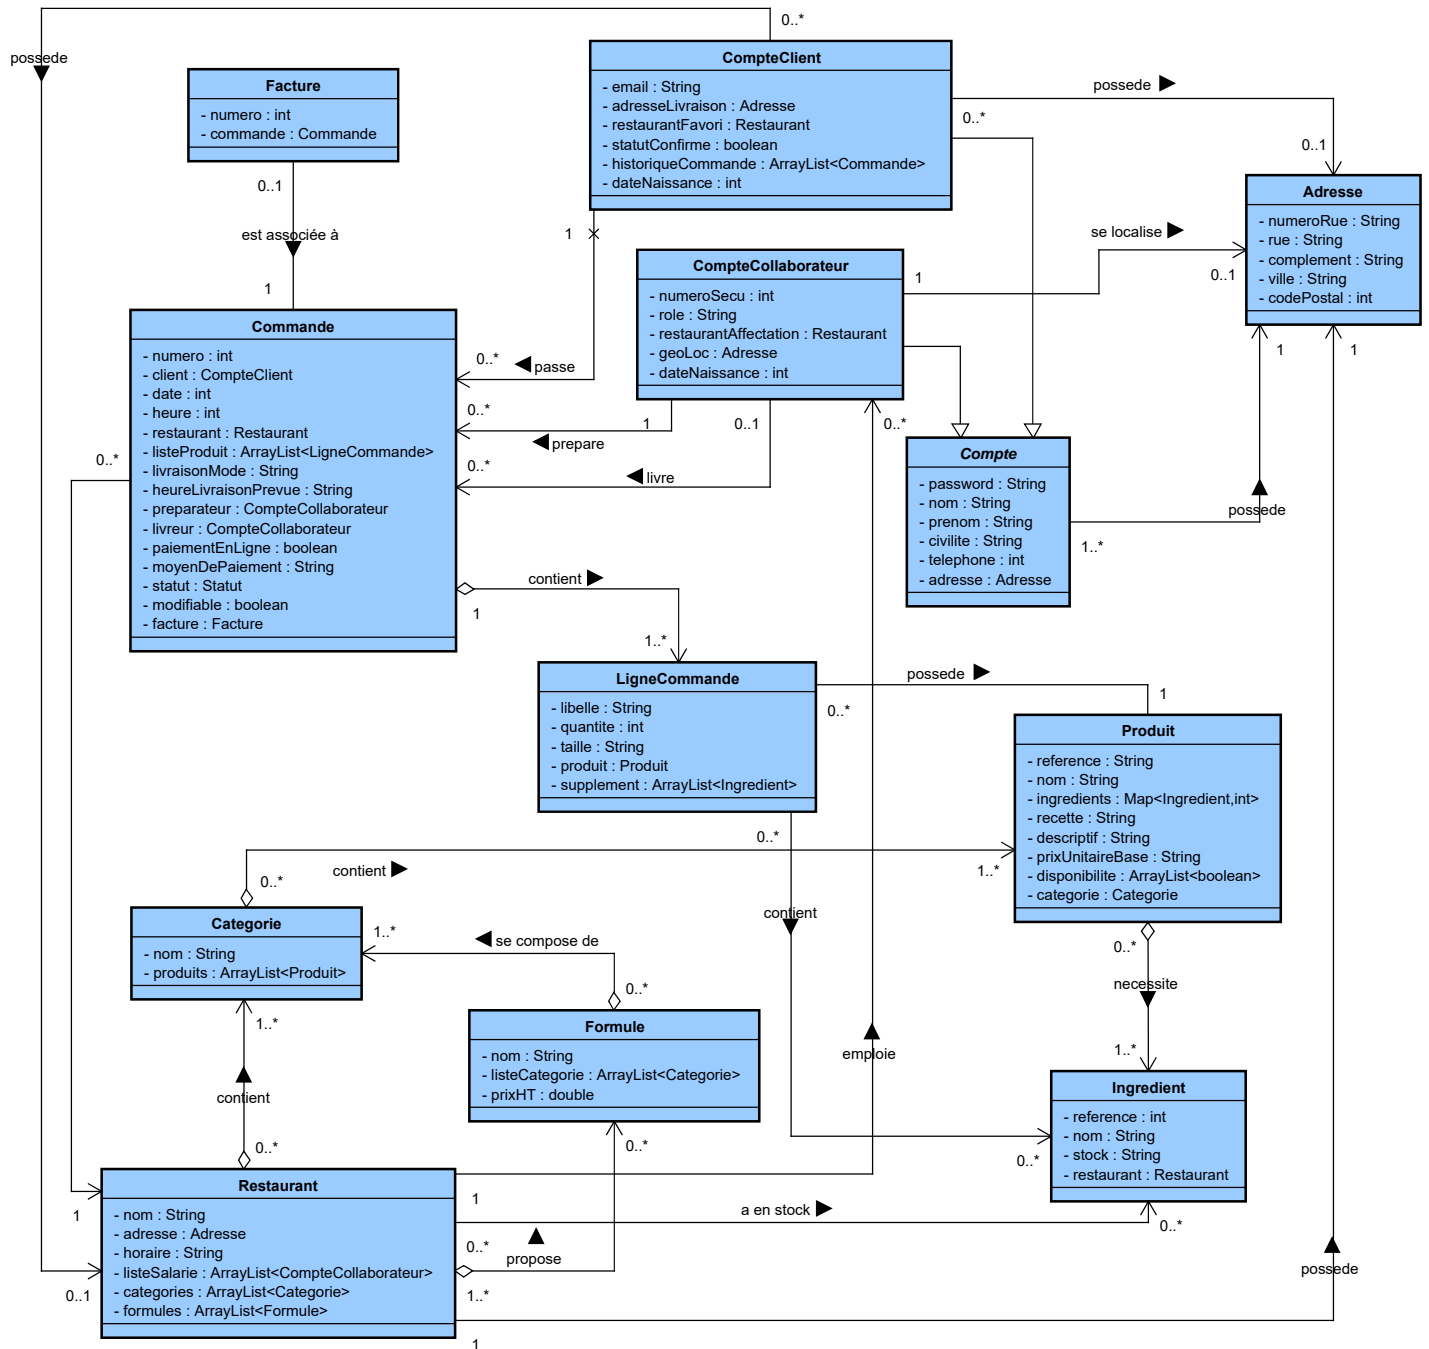 0..*
possede
CompteClient
- email : String
- adresseLivraison : Adresse
- restaurantFavori : Restaurant
- statutConfirme : boolean
- historiqueCommande : ArrayList<Commande>
- dateNaissance : int
possede
0..*
0..1
Facture
- numero : int
- commande : Commande
0..1
est associée à
1
Adresse
- numeroRue : String
- rue : String
- complement : String
- ville : String
- codePostal : int
1
se localise
0..1
1
CompteCollaborateur
- numeroSecu : int
- role : String
- restaurantAffectation : Restaurant
- geoLoc : Adresse
- dateNaissance : int
1
1
1
Commande
- numero : int
- client : CompteClient
- date : int
- heure : int
- restaurant : Restaurant
- listeProduit : ArrayList<LigneCommande>
- livraisonMode : String
- heureLivraisonPrevue : String
- preparateur : CompteCollaborateur
- livreur : CompteCollaborateur
- paiementEnLigne : boolean
- moyenDePaiement : String
- statut : Statut
- modifiable : boolean
- facture : Facture
0..*
passe
0..*
1
prepare
0..1
0..*
livre
0..*
0..*
Compte
- password : String
- nom : String
- prenom : String
- civilite : String
- telephone : int
- adresse : Adresse
possede
1..*
contient
1
1..*
LigneCommande
- libelle : String
- quantite : int
- taille : String
- produit : Produit
- supplement : ArrayList<Ingredient>
possede
0..*
1
Produit
- reference : String
- nom : String
- ingredients : Map<Ingredient,int>
- recette : String
- descriptif : String
- prixUnitaireBase : String
- disponibilite : ArrayList<boolean>
- categorie : Categorie
0..*
contient
0..*
1..*
contient
Categorie
- nom : String
- produits : ArrayList<Produit>
1..*
se compose de
0..*
0..*
necessite
1..*
1..*
contient
0..*
Formule
- nom : String
- listeCategorie : ArrayList<Categorie>
- prixHT : double
emploie
0..*
Ingredient
- reference : int
- nom : String
- stock : String
- restaurant : Restaurant
0..*
Restaurant
- nom : String
- adresse : Adresse
- horaire : String
- listeSalarie : ArrayList<CompteCollaborateur>
- categories : ArrayList<Categorie>
- formules : ArrayList<Formule>
1
1
a en stock
0..*
0..*
propose
0..1
1..*
possede
1